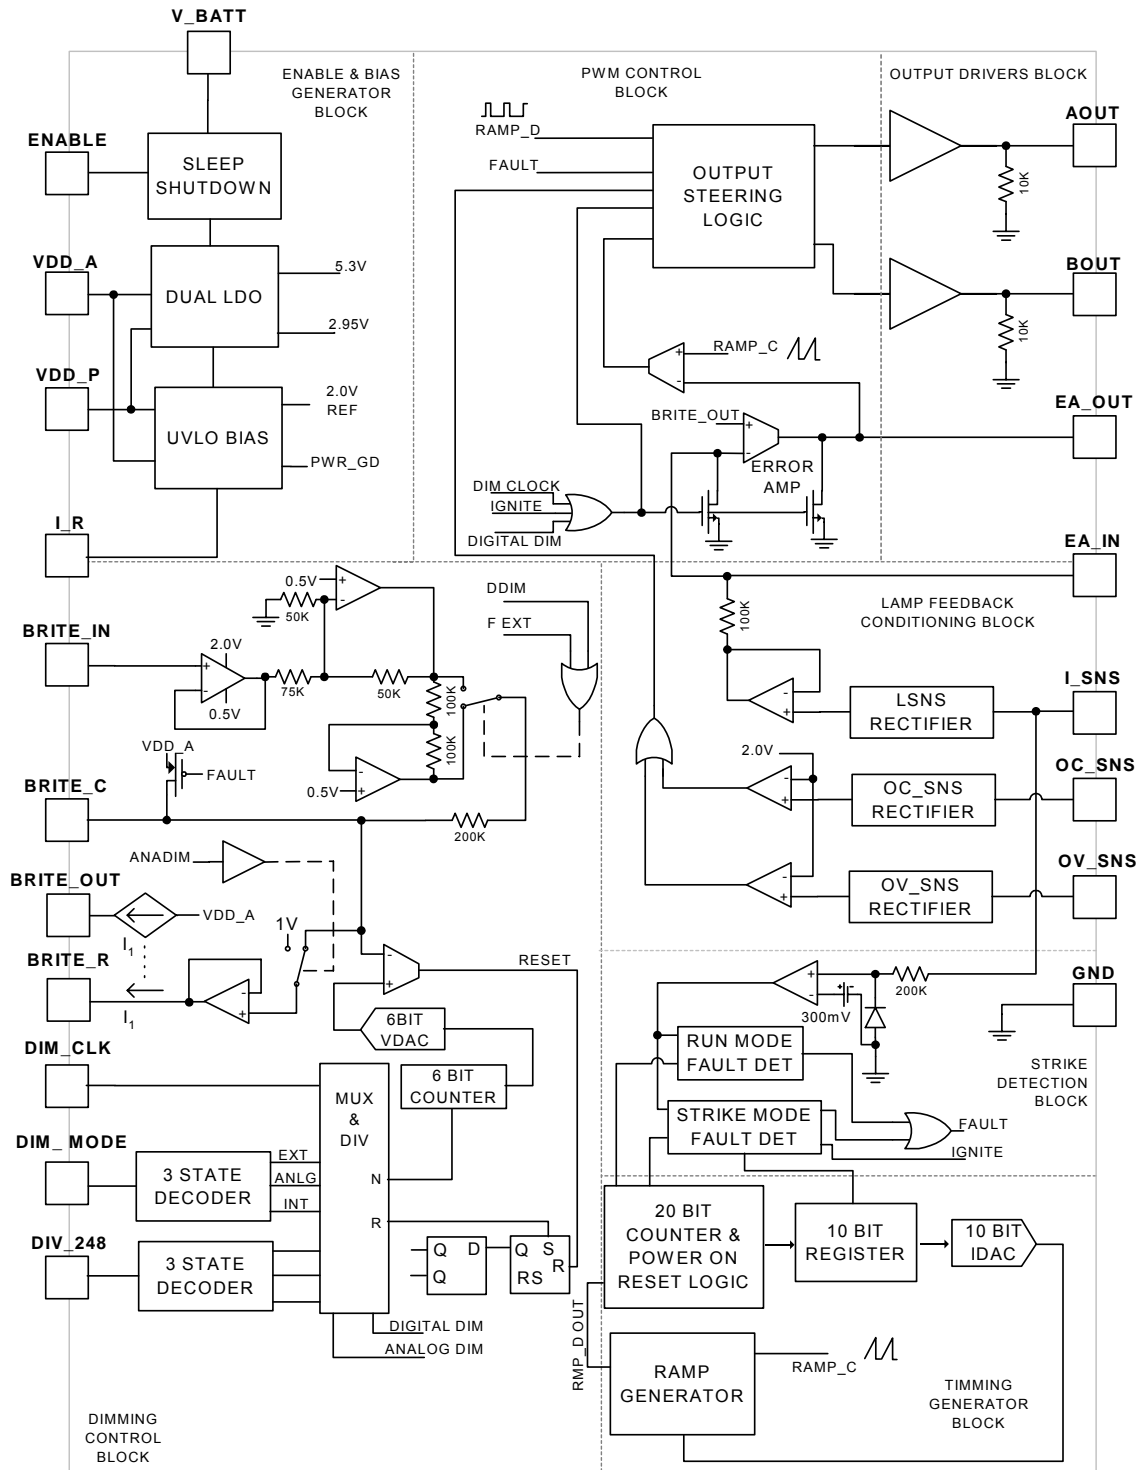 V_BATT
ENABLE & BIAS
GENERATOR
BLOCK
PWM CONTROL
BLOCK
OUTPUT DRIVERS BLOCK
RAMP_D
FAULT
ENABLE
SLEEP
SHUTDOWN
OUTPUT
STEERING
LOGIC
AOUT
10K
VDD_A
DUAL LDO
5.3V
2.95V
BOUT
10K
VDD_P
UVLO BIAS
2.0V
REF
PWR_GD
RAMP_C
+
-
BRITE_OUT
+
-
ERROR
AMP
EA_OUT
DIM CLOCK
IGNITE
DIGITAL DIM
I_R
EA_IN
LAMP FEEDBACK
CONDITIONING BLOCK
BRITE_IN
0.5V
+
-
50K
2.0V
+
-
0.5V
75K
50K
100K
100K
0.5V
-
+
DDIM
F EXT
100K
-
+
LSNS
RECTIFIER
I_SNS
2.0V
-
+
OC_SNS
RECTIFIER
OC_SNS
-
+
OV_SNS
RECTIFIER
OV_SNS
VDD_A
FAULT
BRITE_C
200K
ANADIM
BRITE_OUT
VDD_A
I1
BRITE_R
I1
1V
-
+
-
+
RESET
6BIT
VDAC
6 BIT
COUNTER
DIM_CLK
MUX
&
DIV
N
R
DIM_ MODE
3 STATE
DECODER
EXT
ANLG
INT
DIV_248
3 STATE
DECODER
Q D
Q
Q S
R
RS
DIGITAL DIM
ANALOG DIM
DIMMING
CONTROL
BLOCK
+
-
+ -
300mV
200K
GND
STRIKE
DETECTION
BLOCK
RUN MODE
FAULT DET
STRIKE MODE
FAULT DET
FAULT
IGNITE
20 BIT
COUNTER &
POWER ON
RESET LOGIC
10 BIT
REGISTER
10 BIT
IDAC
RMP_D OUT
RAMP
GENERATOR
RAMP_C
TIMMING
GENERATOR
BLOCK